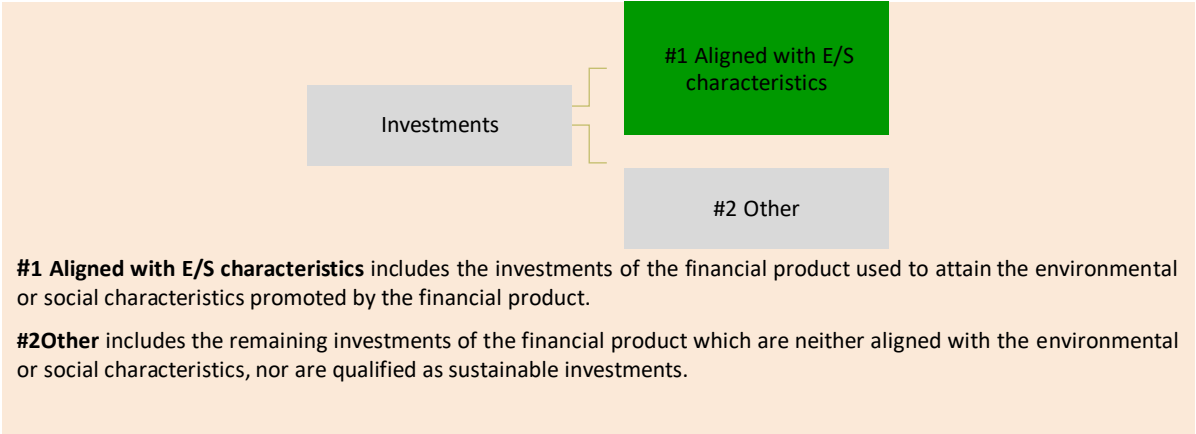 #1 Aligned with E/S
characteristics
Investments
#2 Other
#1 Aligned with E/S characteristics includes the investments of the financial product used to attain the environmental
or social characteristics promoted by the financial product.
#2Other includes the remaining investments of the financial product which are neither aligned with the environmental
or social characteristics, nor are qualified as sustainable investments.